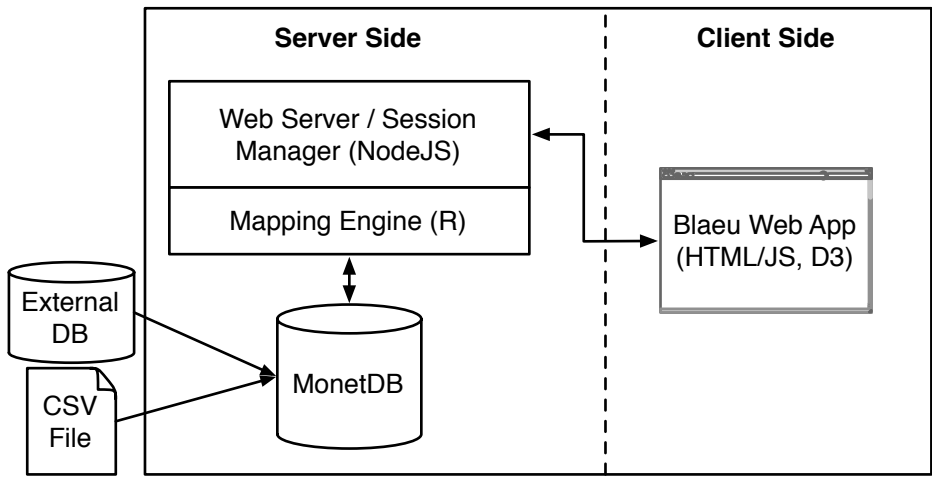 Server Side
Client Side
Web Server / Session
Manager (NodeJS)
Mapping Engine (R)
Blaeu Web App
(HTML/JS, D3)
External
DB
MonetDB
CSV
File